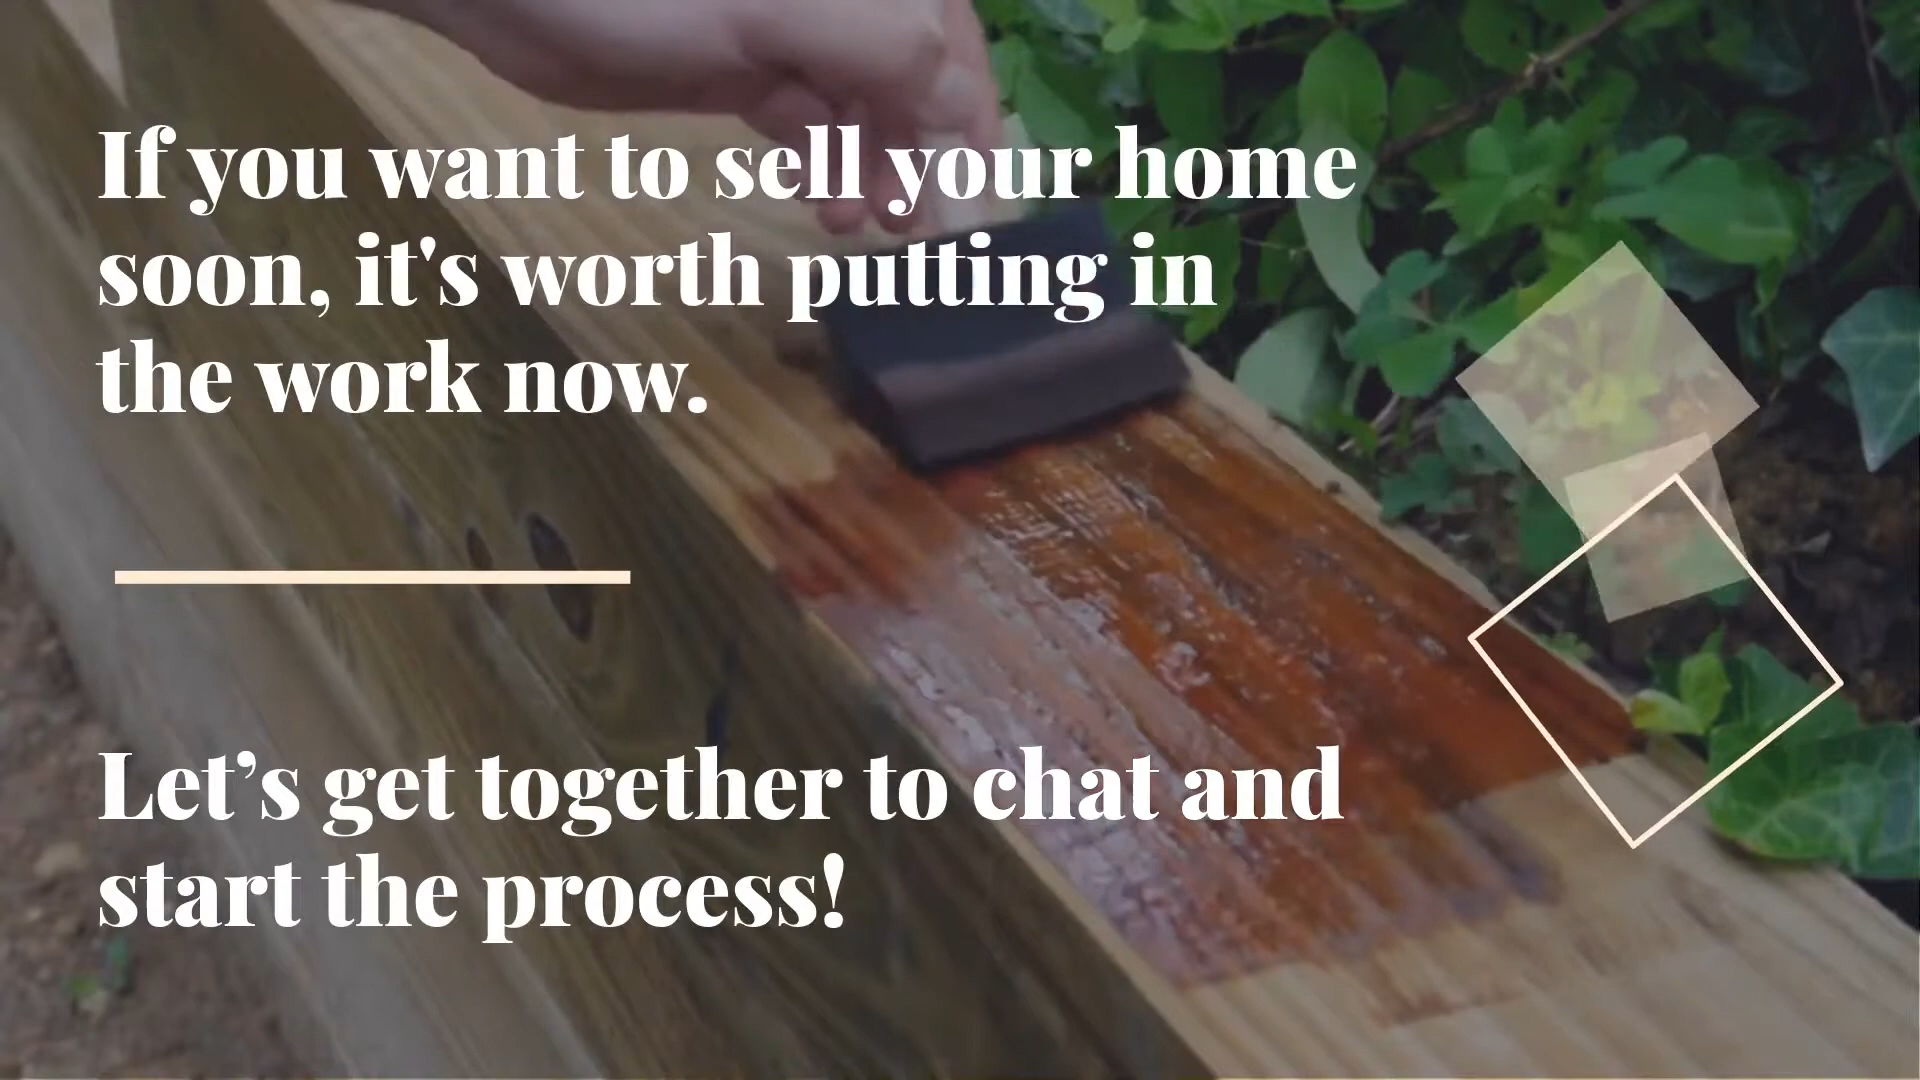 If you want to sell your home
soon, it's worth putting in
the work now.
Let’s get together to chat and
start the process!